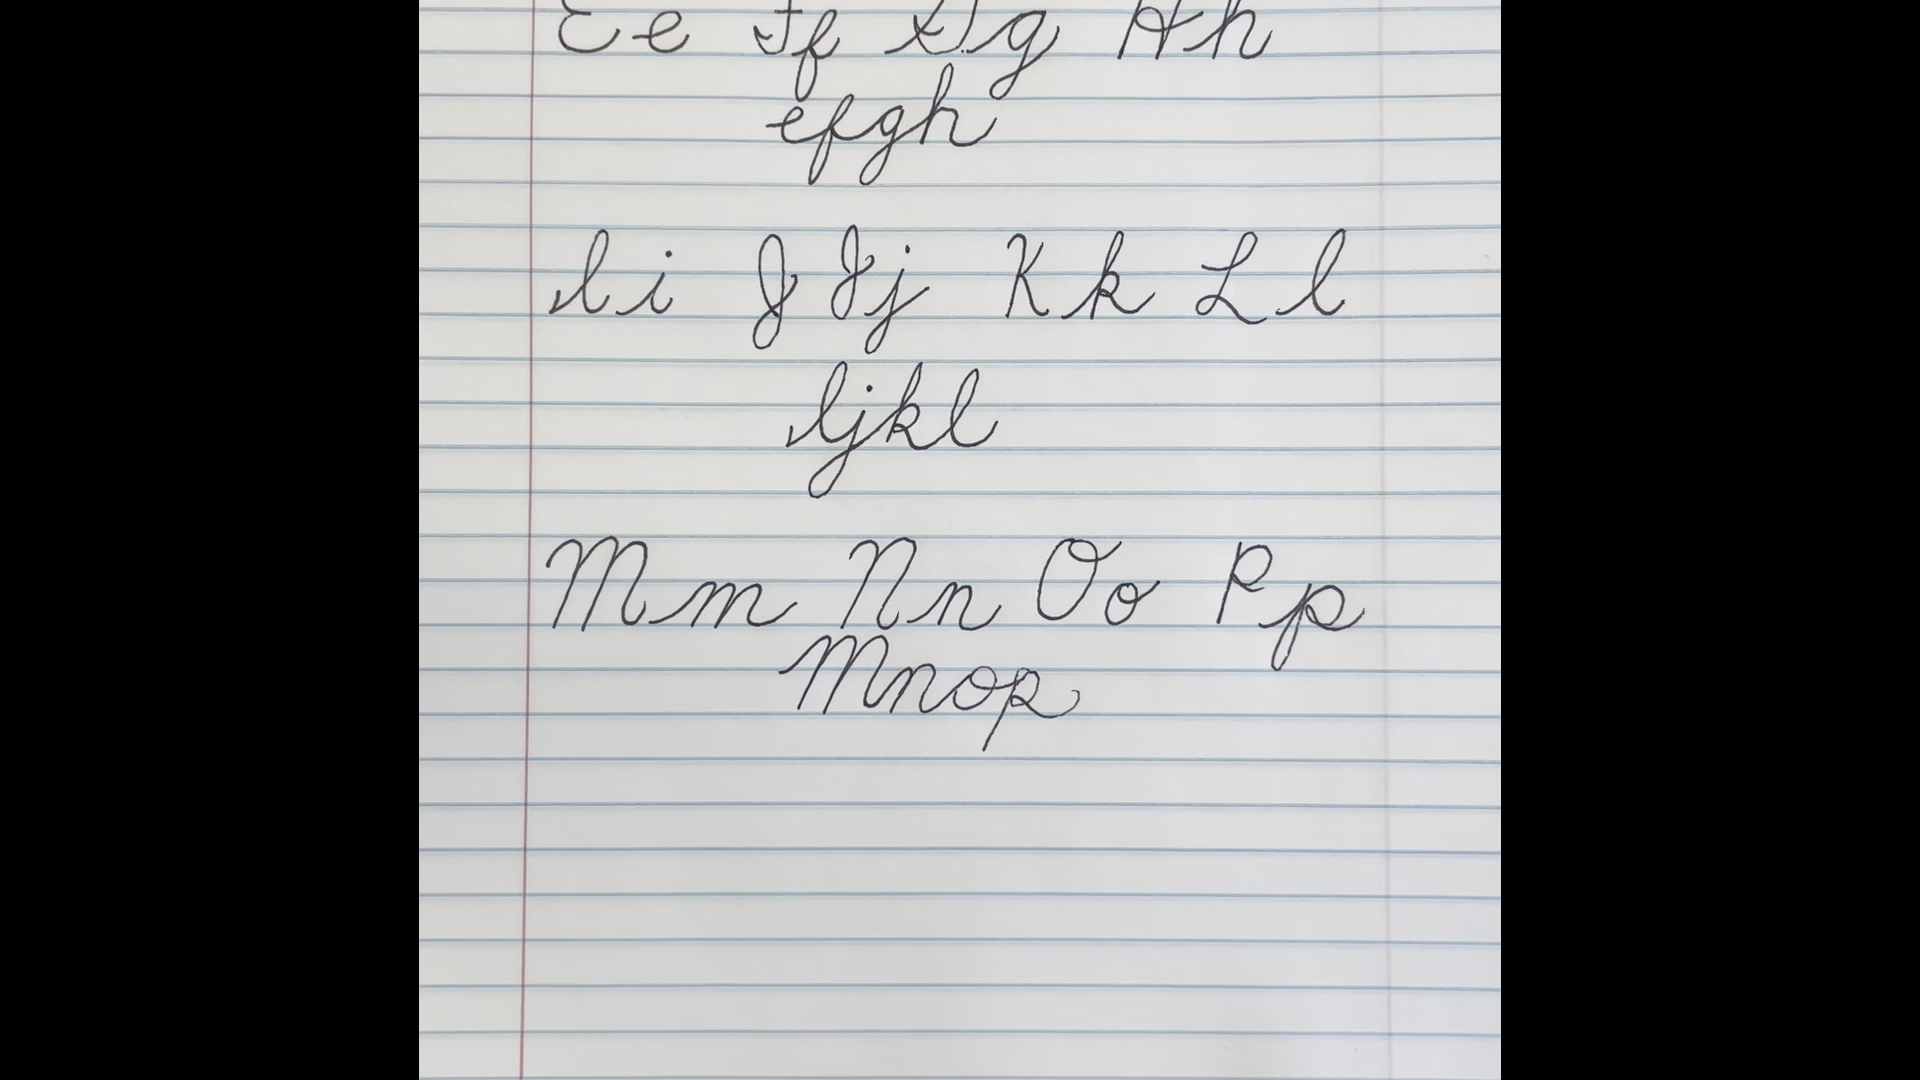 Ee Ff Gg Hh
efgh
Ii J Jj Kk Ll
Ijkl
Mm Nn Oo Pp
Mnop